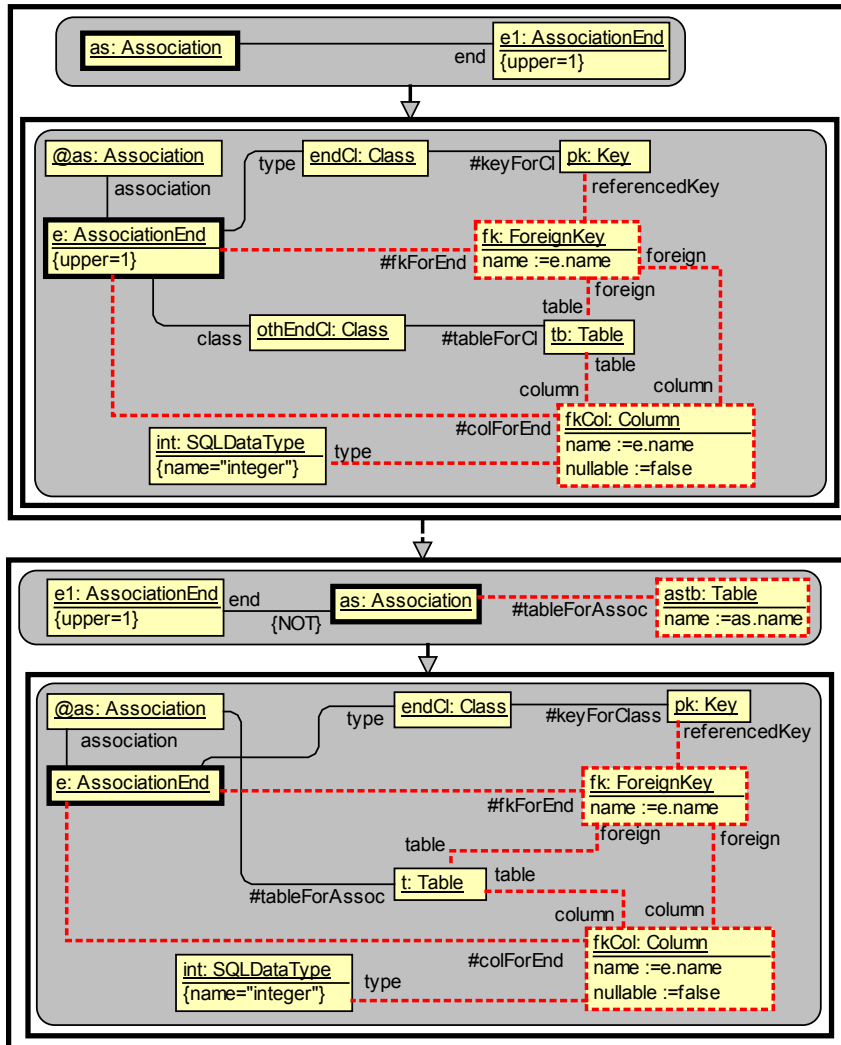 as: Association
e1: AssociationEnd
{upper=1}
end
@as: Association
endCl: Class
pk: Key
type
#keyForCl
association
referencedKey
e: AssociationEnd
{upper=1}
fk: ForeignKey
name :=e.name
foreign
#fkForEnd
foreign
table
class
othEndCl: Class
#tableForCl
tb: Table
table
column
column
fkCol: Column
name :=e.name
nullable :=false
#colForEnd
int: SQLDataType
{name="integer"}
type
e1: AssociationEnd
{upper=1}
end
{NOT}
as: Association
#tableForAssoc
astb: Table
name :=as.name
@as: Association
endCl: Class
pk: Key
type
#keyForClass
association
referencedKey
e: AssociationEnd
fk: ForeignKey
name :=e.name
#fkForEnd
foreign
foreign
table
t: Table
table
#tableForAssoc
column
column
fkCol: Column
name :=e.name
nullable :=false
#colForEnd
int: SQLDataType
{name="integer"}
type